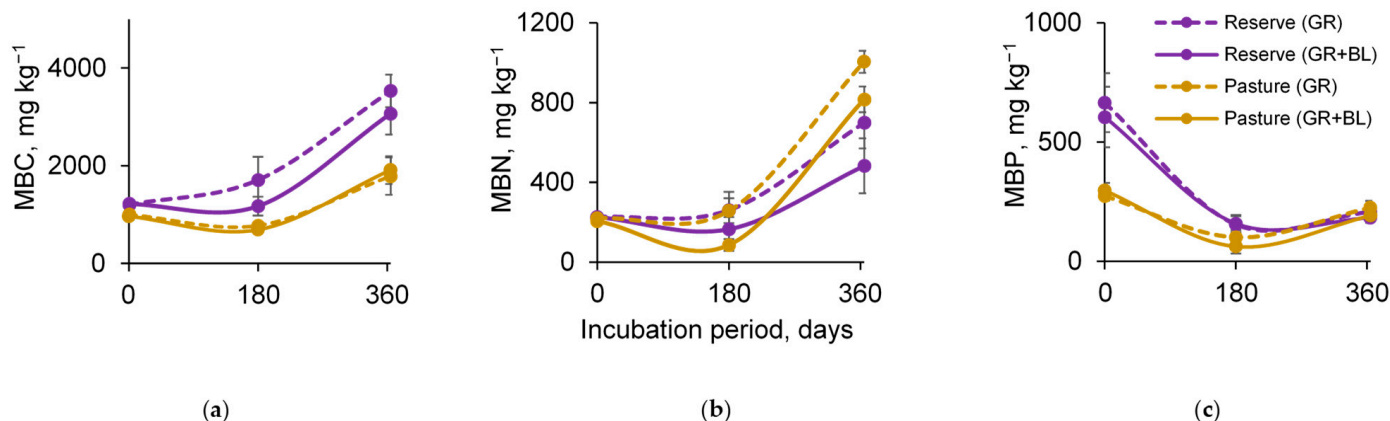 MBC, mg kg⁻¹
4000
2000
0
0
180
360
(a)
MBN, mg kg⁻¹
1200
800
400
0
0
180
360
Incubation period, days
(b)
MBP, mg kg⁻¹
1000
500
0
0
180
360
Reserve (GR)
Reserve (GR+BL)
Pasture (GR)
Pasture (GR+BL)
(c)